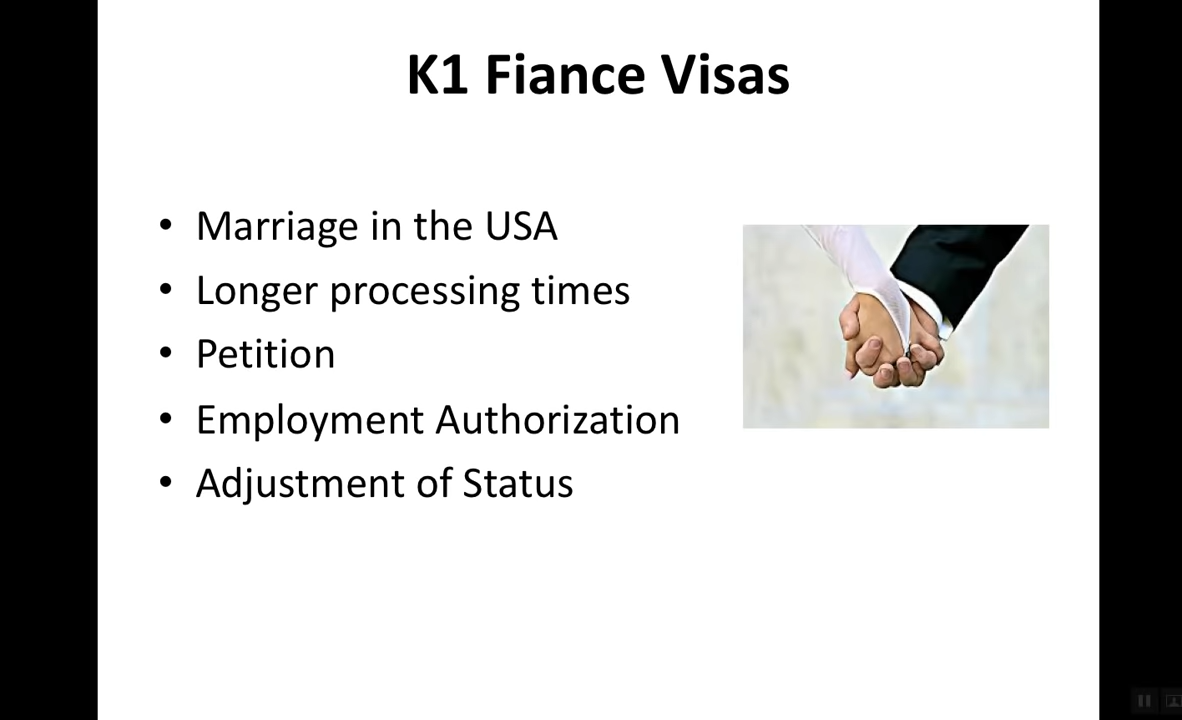 K1 Fiance Visas
• Marriage in the USA
• Longer processing times
• Petition
• Employment Authorization
• Adjustment of Status